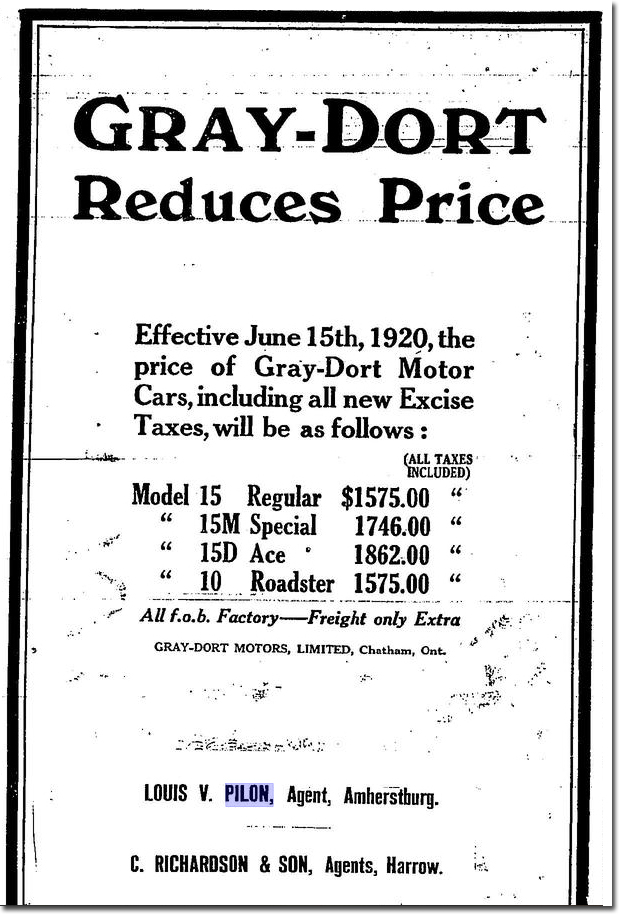 GRAY-DORT
Reduces Price
Effective June 15th, 1920, the
price of Gray-Dort Motor
Cars, including all new Excise
Taxes, will be as follows :
(ALL TAXES
INCLUDED)
Model 15 Regular $1575.00 “
“ 15M Special 1746.00 “
“ 15D Ace 1862.00 “
“ 10 Roadster 1575.00 “
All f.o.b. Factory—Freight only Extra
GRAY-DORT MOTORS, LIMITED, Chatham, Ont.
LOUIS V. PILON, Agent, Amherstburg.
C. RICHARDSON & SON, Agents, Harrow.